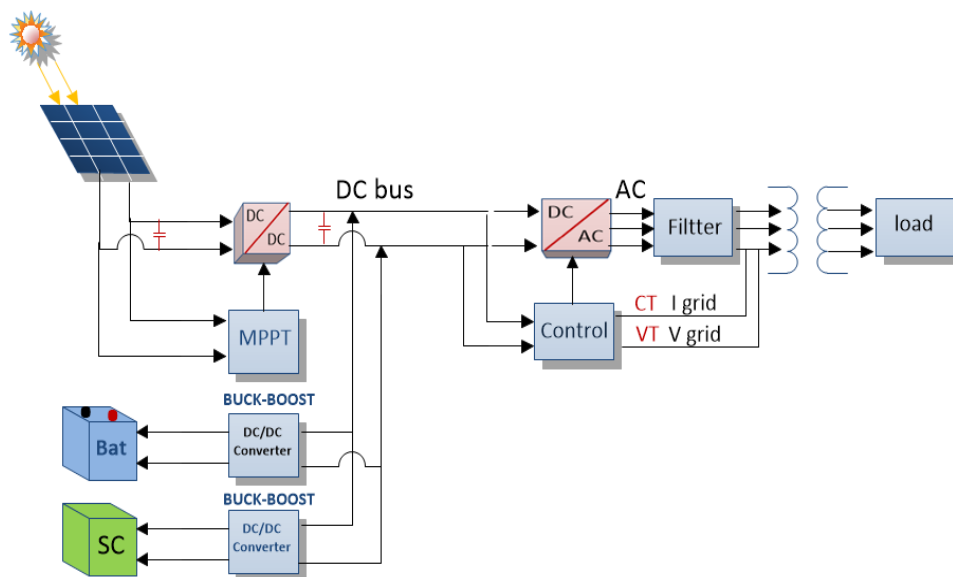 DC bus
AC
DC
DC
DC
AC
Filtter
load
MPPT
Control
CT I grid
VT V grid
BUCK-BOOST
Bat
DC/DC
Converter
BUCK-BOOST
SC
DC/DC
Converter